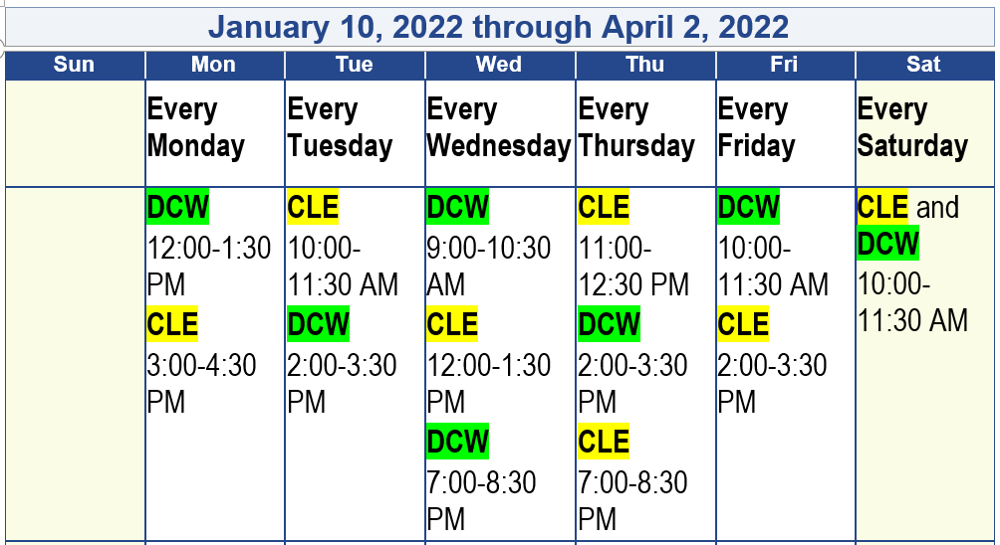 January 10, 2022 through April 2, 2022
Sun Mon Tue Wed Thu Fri Sat
Every
Monday
Every
Tuesday
Every
Wednesday
Every
Thursday
Every
Friday
Every
Saturday
DCW
12:00-1:30
PM
CLE
3:00-4:30
PM
CLE
10:00-
11:30 AM
DCW
2:00-3:30
PM
DCW
9:00-10:30
AM
CLE
12:00-1:30
PM
DCW
7:00-8:30
PM
CLE
11:00-
12:30 PM
DCW
2:00-3:30
PM
CLE
7:00-8:30
PM
DCW
10:00-
11:30 AM
CLE
2:00-3:30
PM
CLE and
DCW
10:00-
11:30 AM